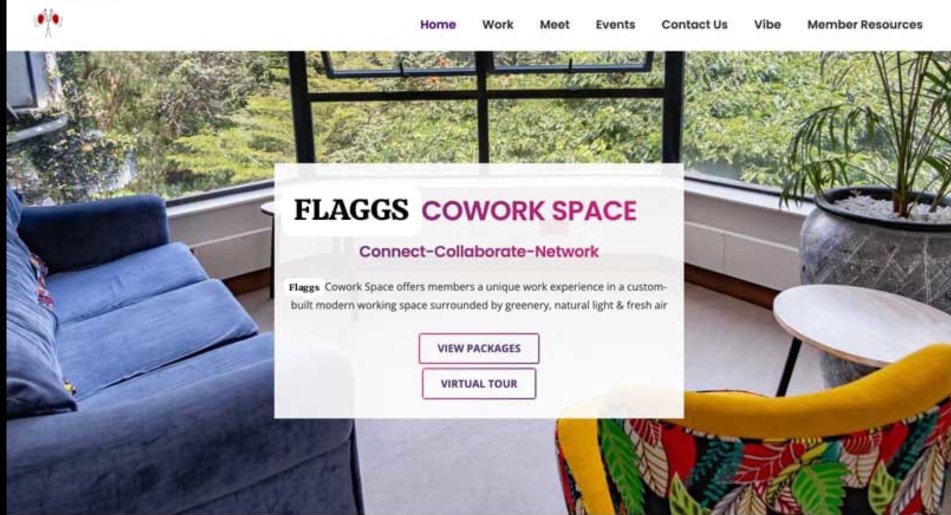 Home Work Meet Events Contact Us Vibe Member Resources
FLAGGS COWORK SPACE
Connect-Collaborate-Network
Flaggs Cowork Space offers members a unique work experience in a custom-
built modern working space surrounded by greenery, natural light & fresh air
VIEW PACKAGES
VIRTUAL TOUR